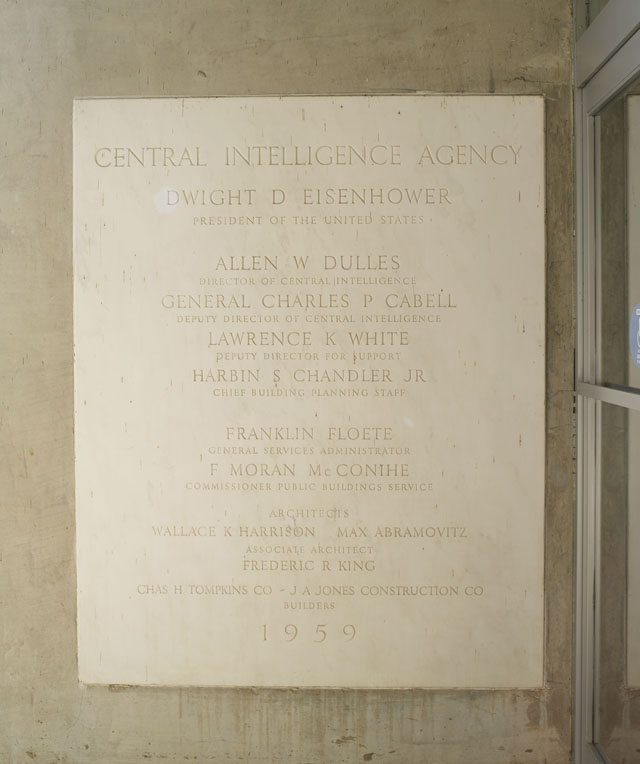 CENTRAL INTELLIGENCE AGENCY
DWIGHT D EISENHOWER
PRESIDENT OF THE UNITED STATES
ALLEN W DULLES
DIRECTOR OF CENTRAL INTELLIGENCE
GENERAL CHARLES P CABELL
DEPUTY DIRECTOR OF CENTRAL INTELLIGENCE
LAWRENCE K WHITE
DEPUTY DIRECTOR FOR SUPPORT
HARBIN S CHANDLER JR
CHIEF BUILDING PLANNING STAFF
FRANKLIN FLOETE
GENERAL SERVICES ADMINISTRATOR
F MORAN McCONIHE
COMMISSIONER PUBLIC BUILDINGS SERVICE
ARCHITECTS
WALLACE K HARRISON MAX ABRAMOVITZ
ASSOCIATE ARCHITECT
FREDERIC R KING
CHAS H TOMPKINS CO - J A JONES CONSTRUCTION CO
BUILDERS
1959